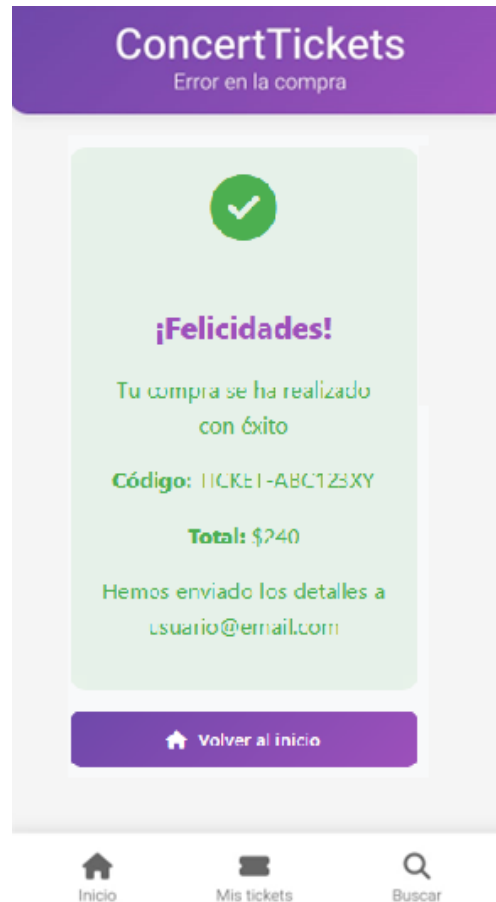 ConcertTickets
Error en la compra
¡Felicidades!
Tu compra se ha realizado
con éxito
Código: TICKET-ABC123XY
Total: $240
Hemos enviado los detalles a
usuario@email.com
Volver al inicio
Inicio
Mis tickets
Buscar